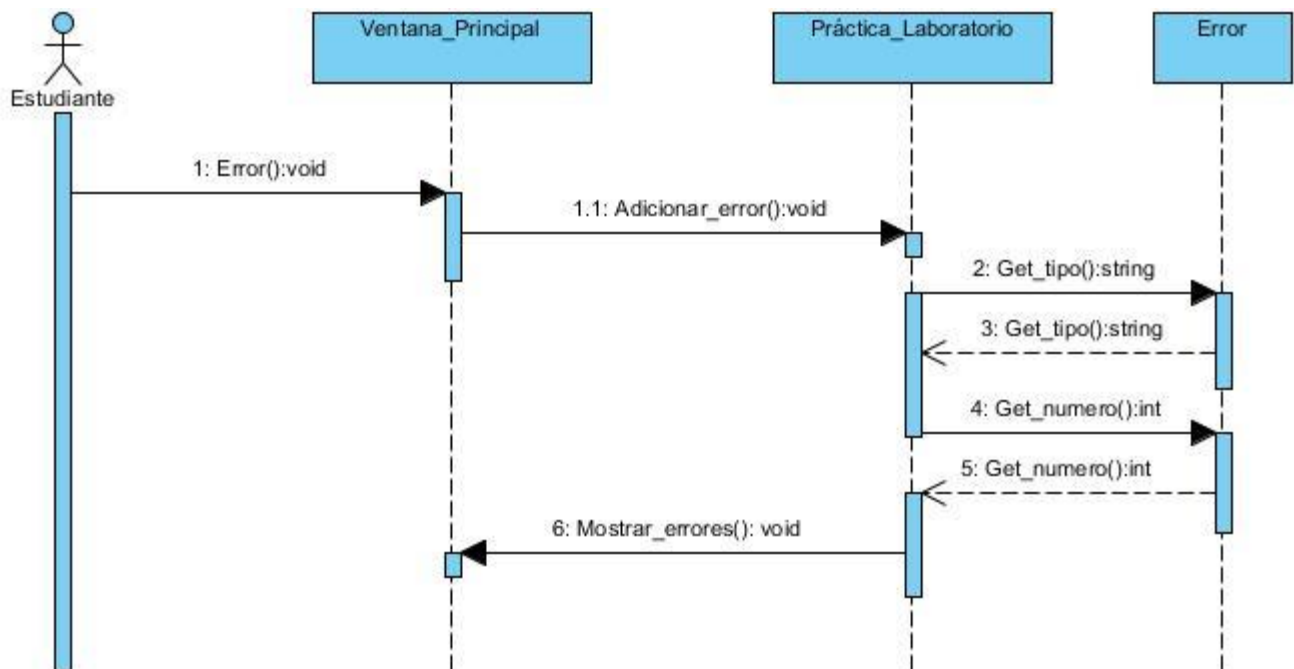 Ventana_Principal
Práctica_Laboratorio
Error
Estudiante
1: Error():void
1.1: Adicionar_error():void
2: Get_tipo():string
3: Get_tipo():string
4: Get_numero():int
5: Get_numero():int
6: Mostrar_errores(): void